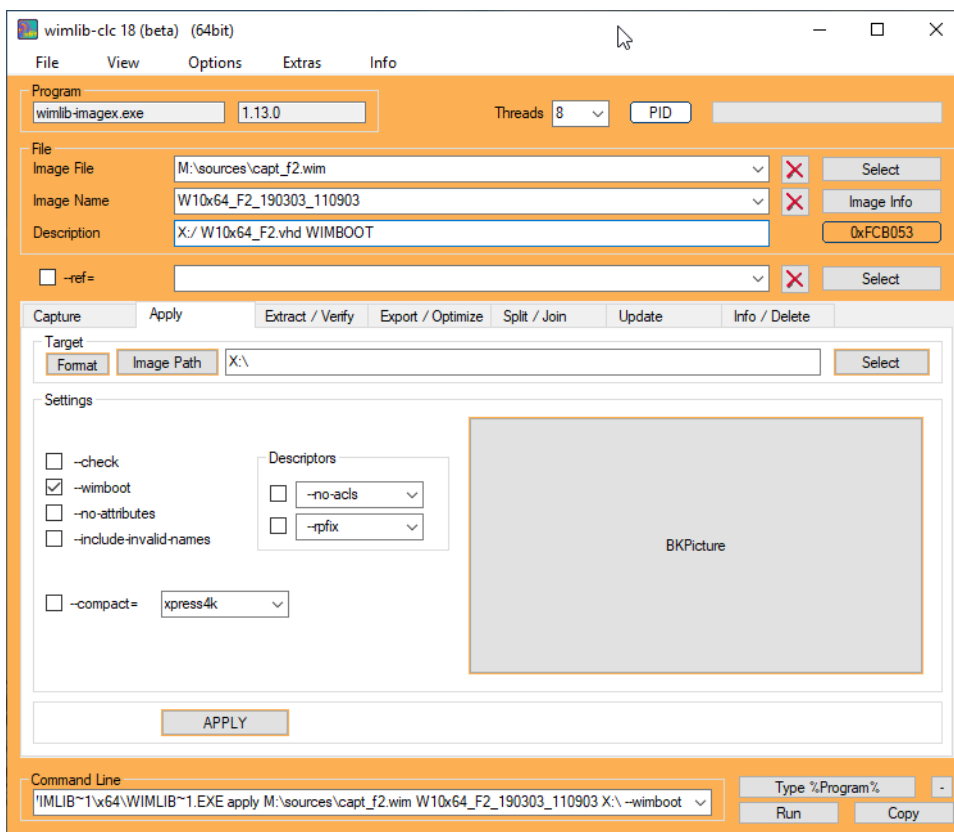 wimlib-clc 18 (beta) (64bit)
File View Options Extras Info
Program
wimlib-imagex.exe 1.13.0 Threads 8 PID
File
Image File M:\sources\capt_f2.wim Select
Image Name W10x64_F2_190303_110903 Image Info
Description X:/ W10x64_F2.vhd WIMBOOT 0xFCB053
--ref= Select
Capture Apply Extract / Verify Export / Optimize Split / Join Update Info / Delete
Target
Format Image Path X:\ Select
Settings
--check
--wimboot
--no-attributes
--include-invalid-names
Descriptors
--no-acls
--rpfix
BKPicture
--compact= xpress4k
APPLY
Command Line
'IMLIB~1\x64\WIMLIB~1.EXE apply M:\sources\capt_f2.wim W10x64_F2_190303_110903 X:\ --wimboot
Type %Program% -
Run Copy